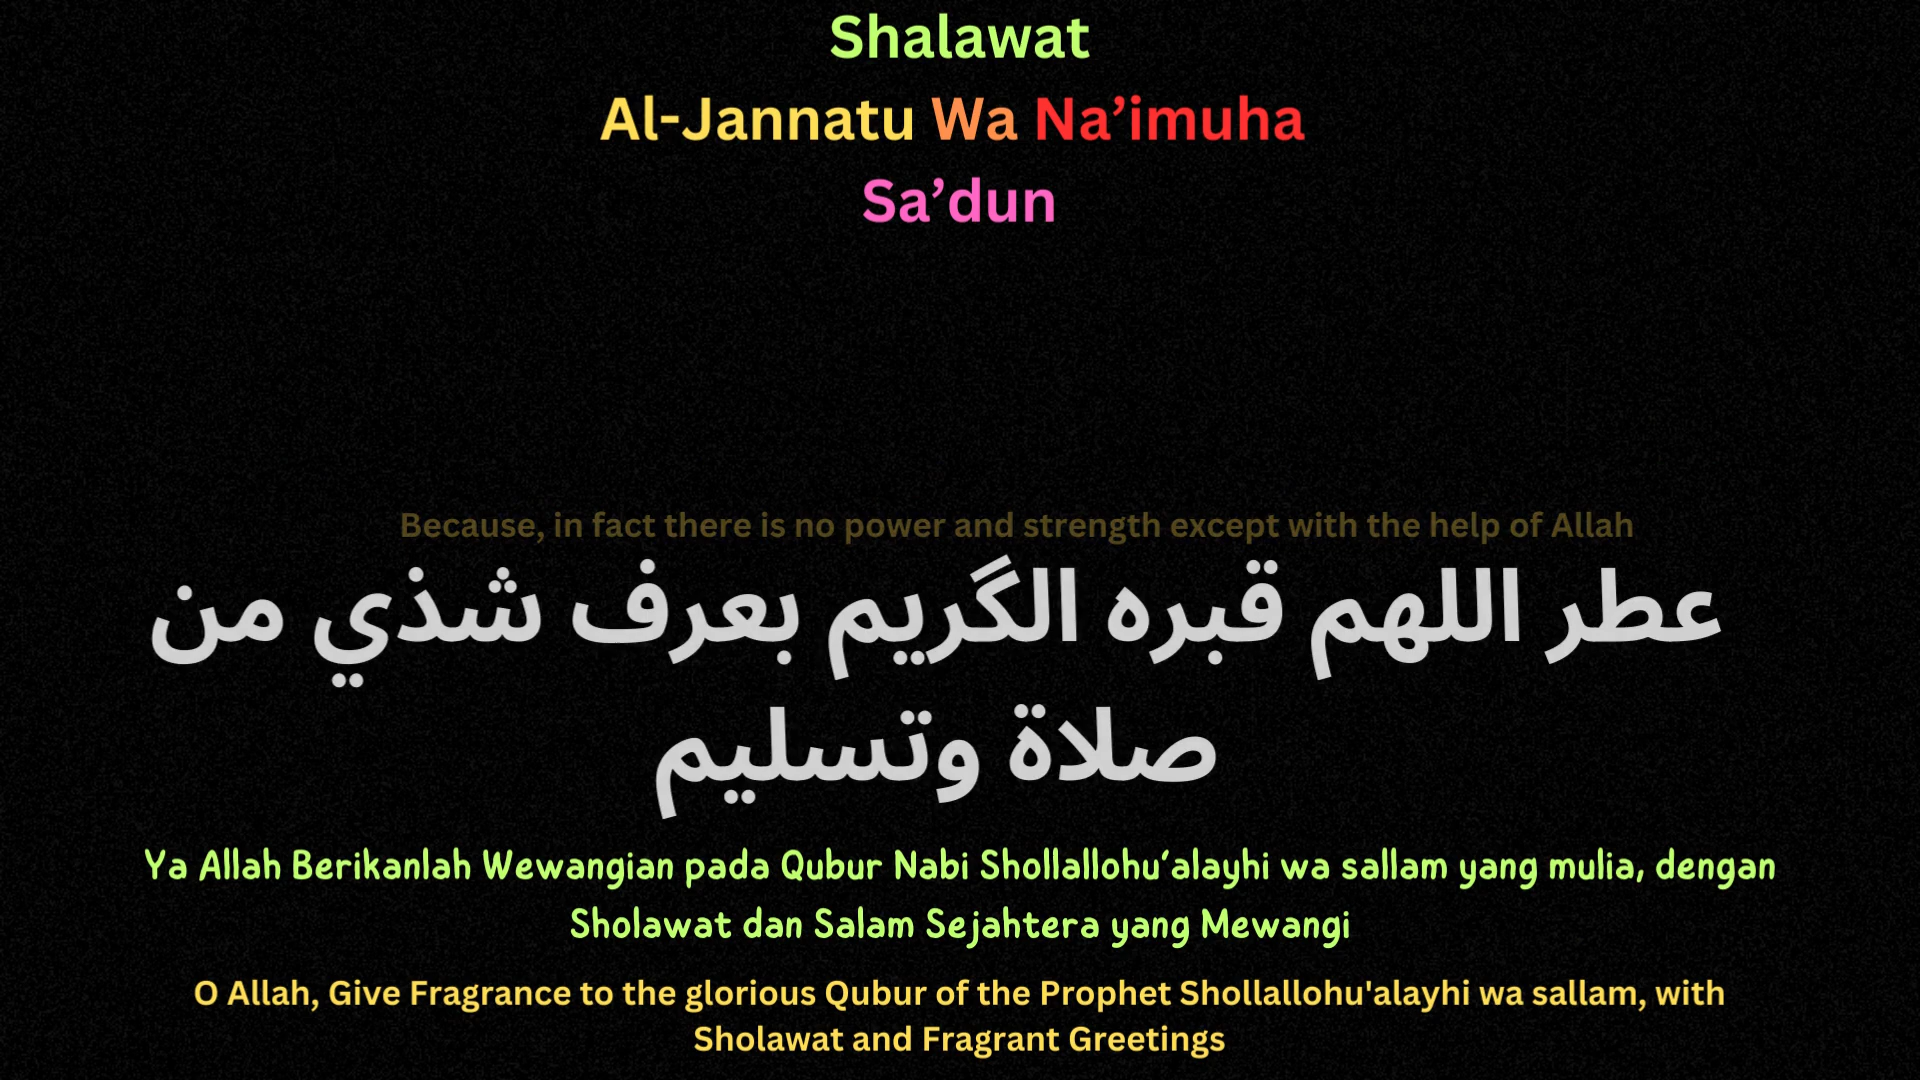 Shalawat
Al-Jannatu Wa Na’imuha
Sa’dun
Because, in fact there is no power and strength except with the help of Allah
عطر اللهم قبره الگريم بعرف شذي من
صلاة وتسليم
Ya Allah Berikanlah Wewangian pada Qubur Nabi Shollallohu‘alayhi wa sallam yang mulia, dengan
Sholawat dan Salam Sejahtera yang Mewangi
O Allah, Give Fragrance to the glorious Qubur of the Prophet Shollallohu'alayhi wa sallam, with
Sholawat and Fragrant Greetings